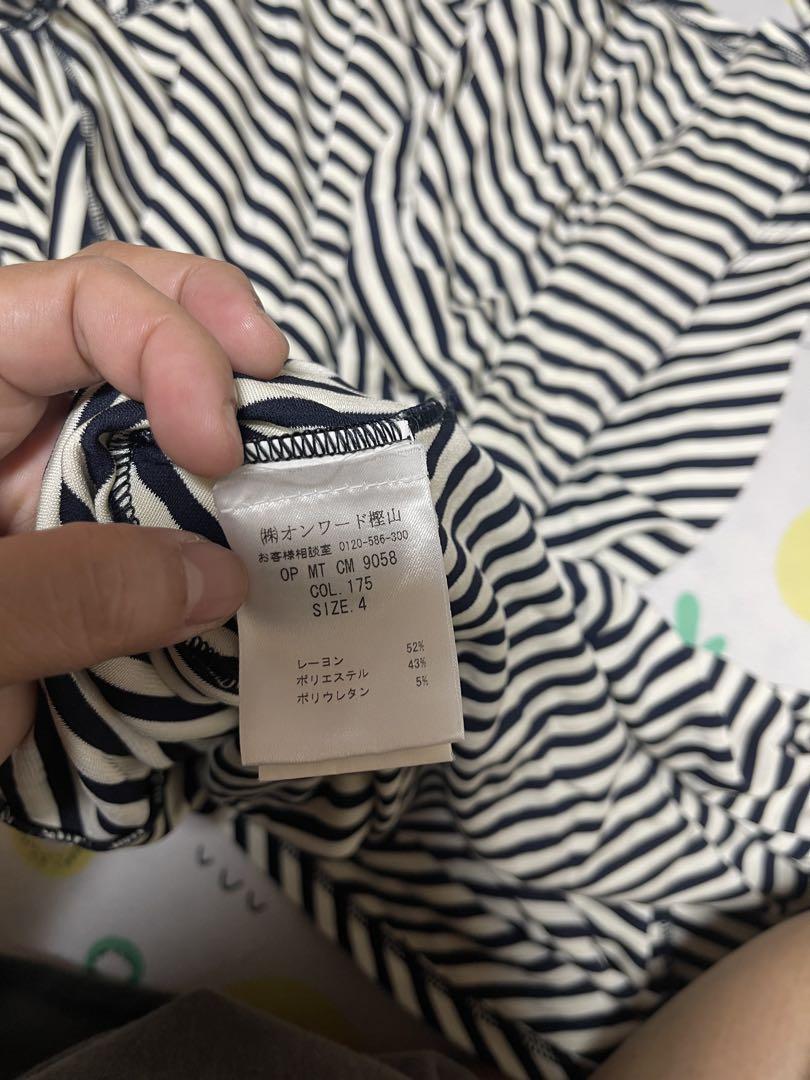 ㈱オンワード樫山
お客様相談室 0120-586-300
OP MT CM 9058
COL.175
SIZE.4
レーヨン 52%
ポリエステル 43%
ポリウレタン 5%